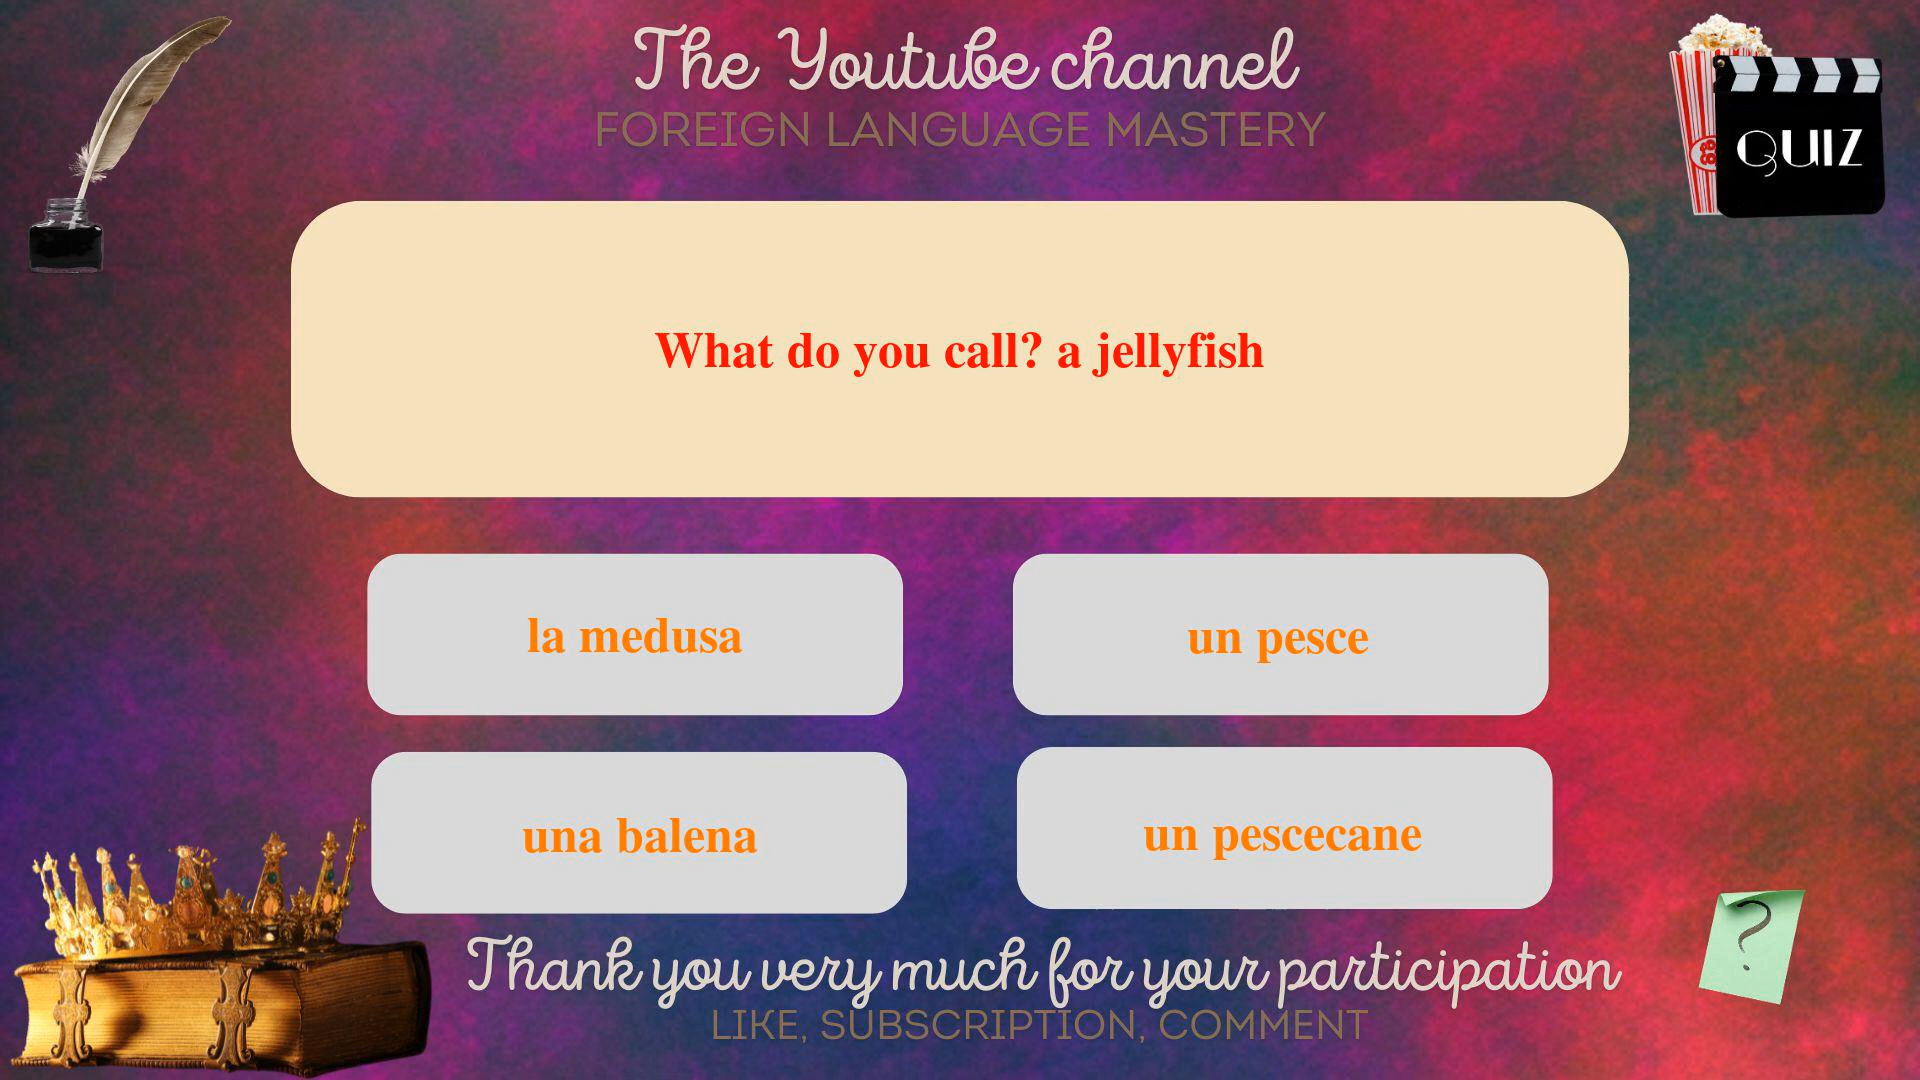 The Youtube channel
FOREIGN LANGUAGE MASTERY
QUIZ
What do you call? a jellyfish
la medusa
un pesce
una balena
un pescecane
?
Thank you very much for your participation
LIKE, SUBSCRIPTION, COMMENT